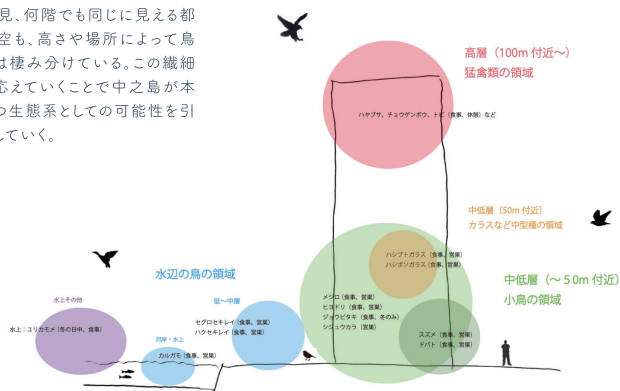 見、何階でも同じに見える都
空も、高さや場所によって鳥
は棲み分けている。この繊細
応えていくことで中之島が本
つ生態系としての可能性を引
していく。
高層（100m 付近～）
猛禽類の領域
ハヤブサ、チョウゲンボウ、トビ（食事、休憩）など
中低層（50m 付近）
カラスなど中型種の領域
ハシブトガラス（食事、営巣）
ハシボソガラス（食事、営巣）
中低層（～５０m 付近）
小鳥の領域
水辺の鳥の領域
水上その他
水上：ユリカモメ（冬の日中、食事）
低～中層
セグロセキレイ（食事、営巣）
ハクセキレイ（食事、営巣）
河岸・水上
カルガモ（食事、営巣）
メジロ（食事、営巣）
ヒヨドリ（食事、営巣）
ジョウビタキ（食事、冬のみ）
シジュウカラ（営巣）
スズメ（食事、営巣）
ドバト（食事、営巣）